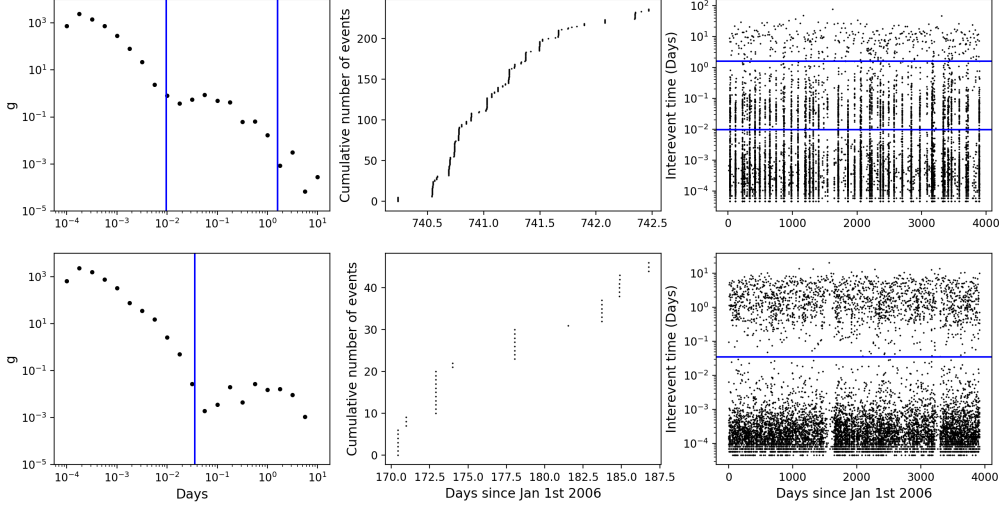 10³
10¹
10⁻¹
10⁻³
10⁻⁵
g
10⁻⁴ 10⁻³ 10⁻² 10⁻¹ 10⁰ 10¹
Cumulative number of events
200
150
100
50
0
740.5 741.0 741.5 742.0 742.5
Interevent time (Days)
10²
10¹
10⁰
10⁻¹
10⁻²
10⁻³
10⁻⁴
0 1000 2000 3000 4000
10³
10¹
10⁻¹
10⁻³
10⁻⁵
g
10⁻⁴ 10⁻³ 10⁻² 10⁻¹ 10⁰ 10¹
Days
Cumulative number of events
40
30
20
10
0
170.0 172.5 175.0 177.5 180.0 182.5 185.0 187.5
Days since Jan 1st 2006
Interevent time (Days)
10¹
10⁰
10⁻¹
10⁻²
10⁻³
10⁻⁴
0 1000 2000 3000 4000
Days since Jan 1st 2006